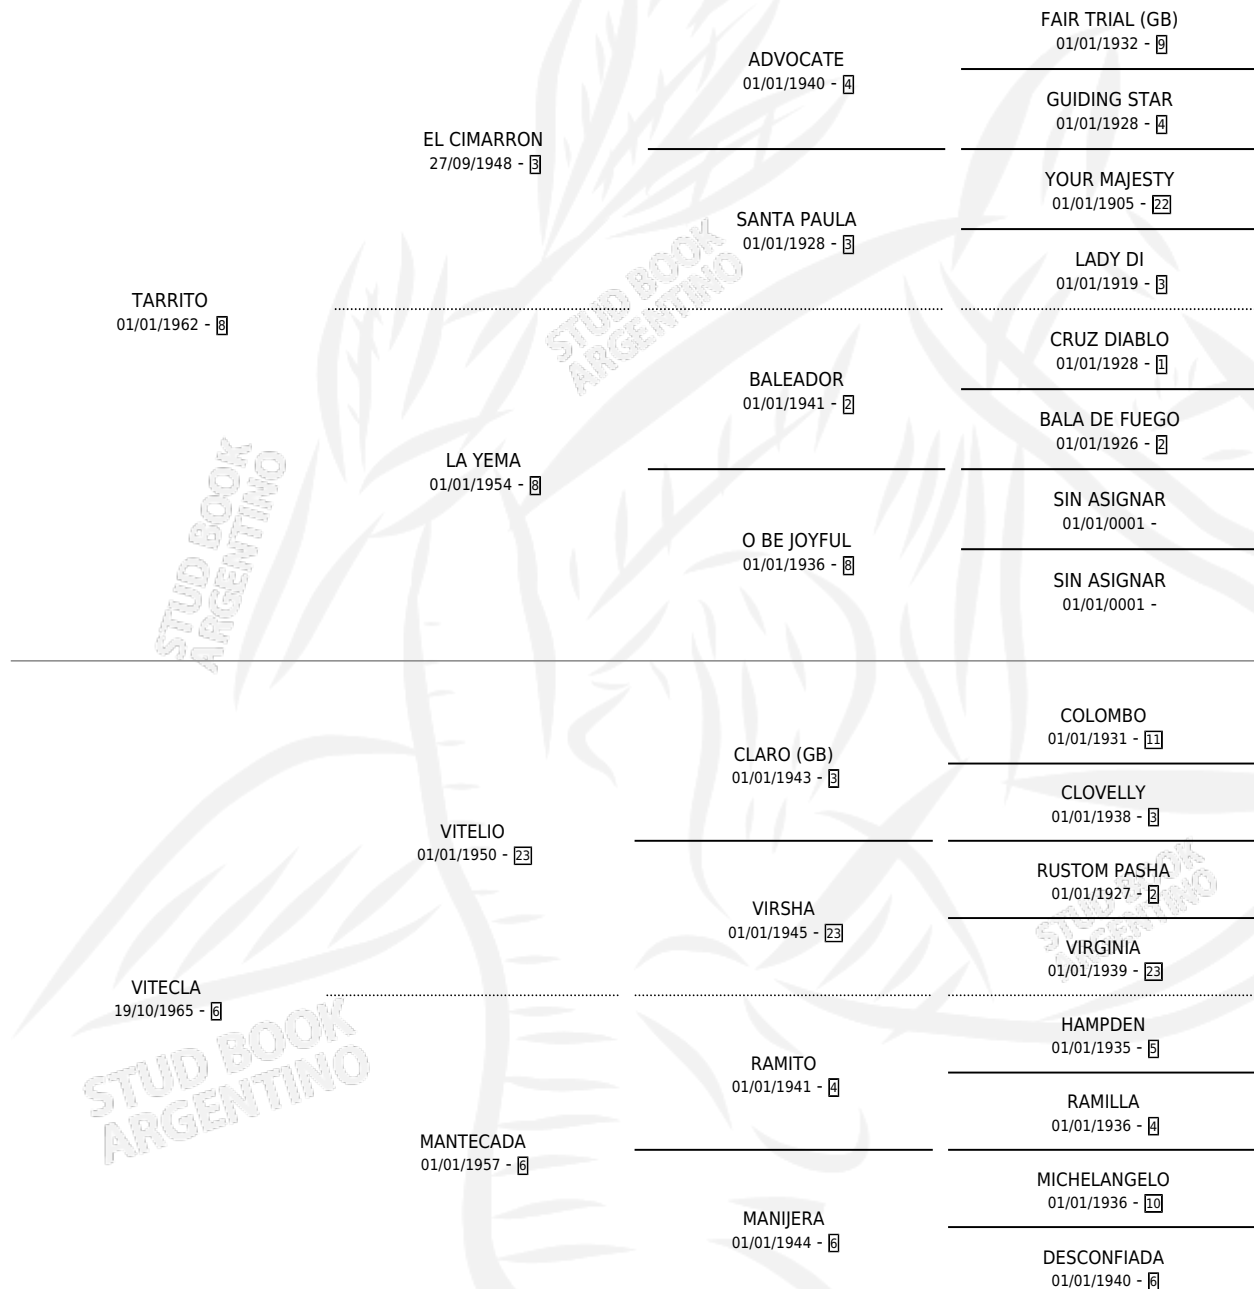 FAIR TRIAL (GB)
01/01/1932 - 9
ADVOCATE
01/01/1940 - 4
GUIDING STAR
01/01/1928 - 4
EL CIMARRON
27/09/1948 - 3
YOUR MAJESTY
01/01/1905 - 22
SANTA PAULA
01/01/1928 - 3
LADY DI
01/01/1919 - 3
TARRITO
01/01/1962 - 8
CRUZ DIABLO
01/01/1928 - 1
BALEADOR
01/01/1941 - 2
BALA DE FUEGO
01/01/1926 - 2
LA YEMA
01/01/1954 - 8
SIN ASIGNAR
01/01/0001 -
O BE JOYFUL
01/01/1936 - 8
SIN ASIGNAR
01/01/0001 -
COLOMBO
01/01/1931 - 11
CLARO (GB)
01/01/1943 - 3
CLOVELLY
01/01/1938 - 3
VITELIO
01/01/1950 - 23
RUSTOM PASHA
01/01/1927 - 2
VIRSHA
01/01/1945 - 23
VIRGINIA
01/01/1939 - 23
VITECLA
19/10/1965 - 6
HAMPDEN
01/01/1935 - 5
RAMITO
01/01/1941 - 4
RAMILLA
01/01/1936 - 4
MANTECADA
01/01/1957 - 6
MICHELANGELO
01/01/1936 - 10
MANIJERA
01/01/1944 - 6
DESCONFIADA
01/01/1940 - 6
STUD BOOK
ARGENTINO
STUD BOOK
ARGENTINO
STUD BOOK
ARGENTINO
STUD BOOK
ARGENTINO